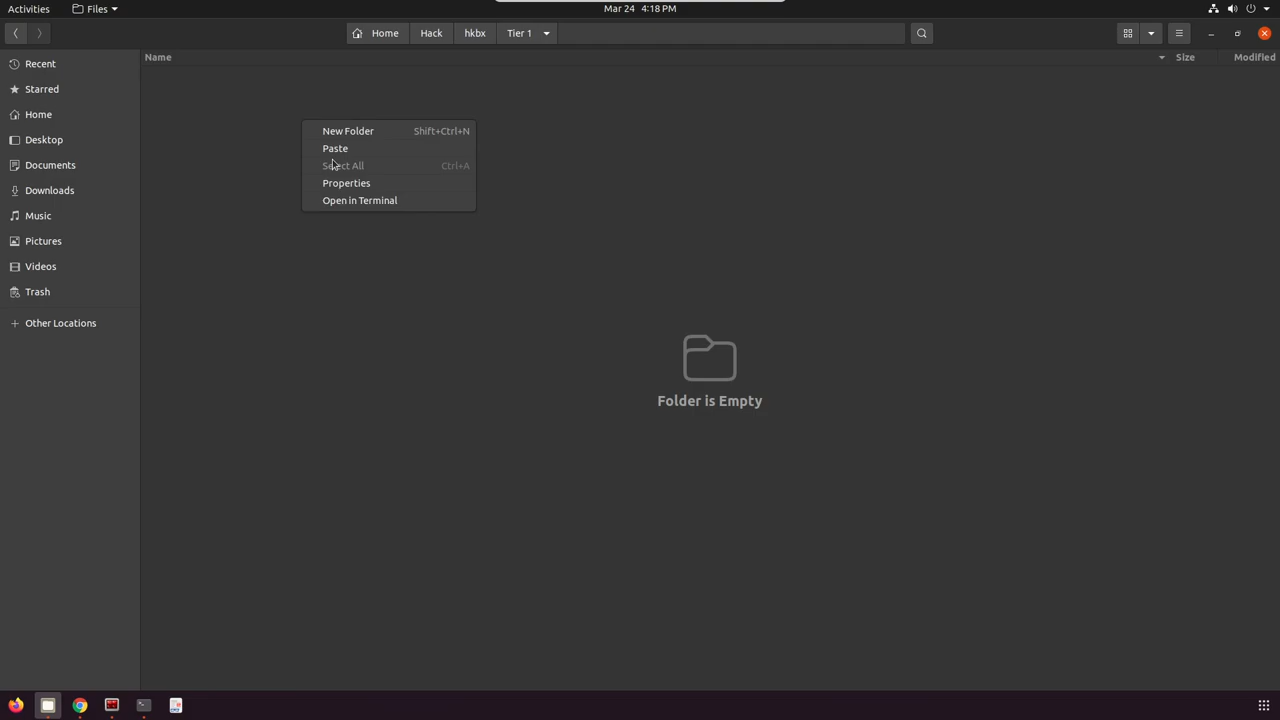 Activities Files Mar 24 4:18 PM
Home Hack hkbx Tier 1
Name Size Modified
Recent
Starred
Home
Desktop
Documents
Downloads
Music
Pictures
Videos
Trash
Other Locations
New Folder Shift+Ctrl+N
Paste
Select All Ctrl+A
Properties
Open in Terminal
Folder is Empty